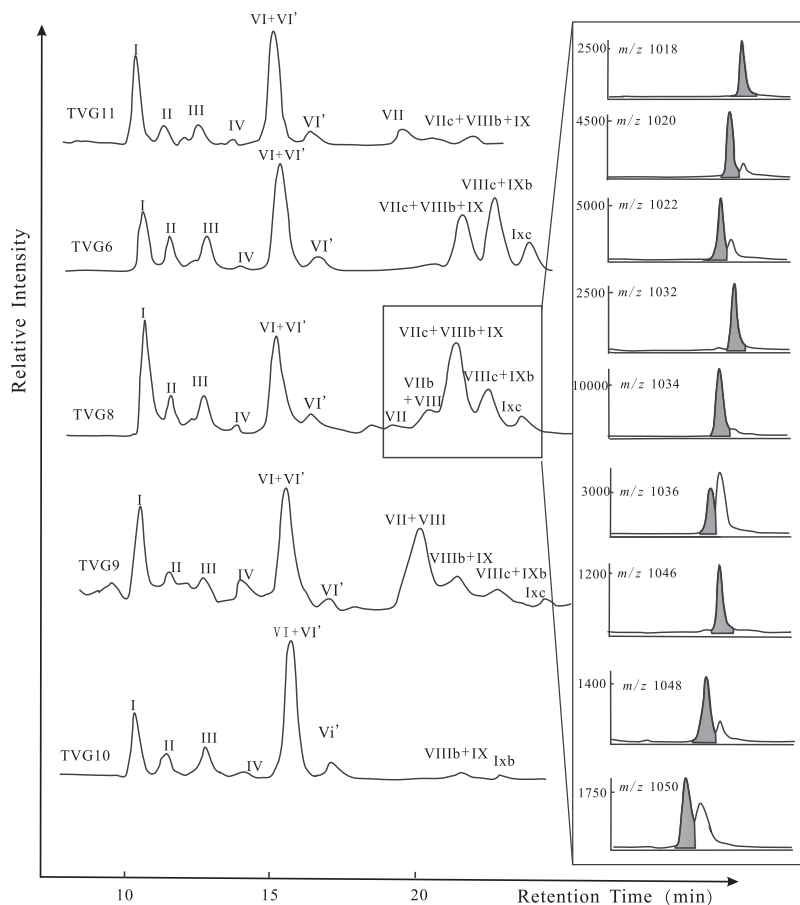 VI+VI'
I
II
III
IV
TVG11
VI'
VII
VIIc+VIIIb+IX
VI+VI'
VIIIc+IXb
VIIc+VIIIb+IX
I
II
III
Ixc
TVG6
IV
VI'
I
VI+VI'
VIIc+VIIIb+IX
II
III
VIIb
+VIII
VIIIc+IXb
Ixc
TVG8
IV
VI'
VII
VI+VI'
I
VII+VIII
TVG9
II
III
IV
VIIIb+IX
VIIIc+IXb
VI'
Ixc
VI+VI'
I
II
III
Vi'
TVG10
IV
VIIIb+IX
Ixb
2500 m/z 1018
4500 m/z 1020
5000 m/z 1022
2500 m/z 1032
10000 m/z 1034
3000 m/z 1036
1200 m/z 1046
1400 m/z 1048
1750 m/z 1050
Relative Intensity
10 15 20
Retention Time (min)